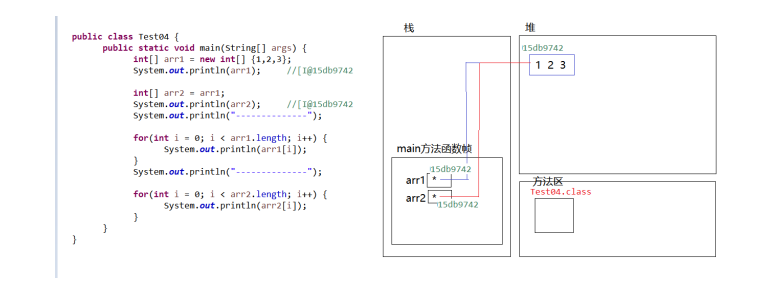 public class Test04 {
public static void main(String[] args) {
int[] arr1 = new int[] {1,2,3};
System.out.println(arr1); //[I@15db9742
int[] arr2 = arr1;
System.out.println(arr2); //[I@15db9742
System.out.println("--------------");
for(int i = 0; i < arr1.length; i++) {
System.out.println(arr1[i]);
}
System.out.println("--------------");
for(int i = 0; i < arr2.length; i++) {
System.out.println(arr2[i]);
}
}
}
栈
main方法函数帧
15db9742
arr1 *
arr2 *
15db9742
堆
15db9742
1 2 3
方法区
Test04.class